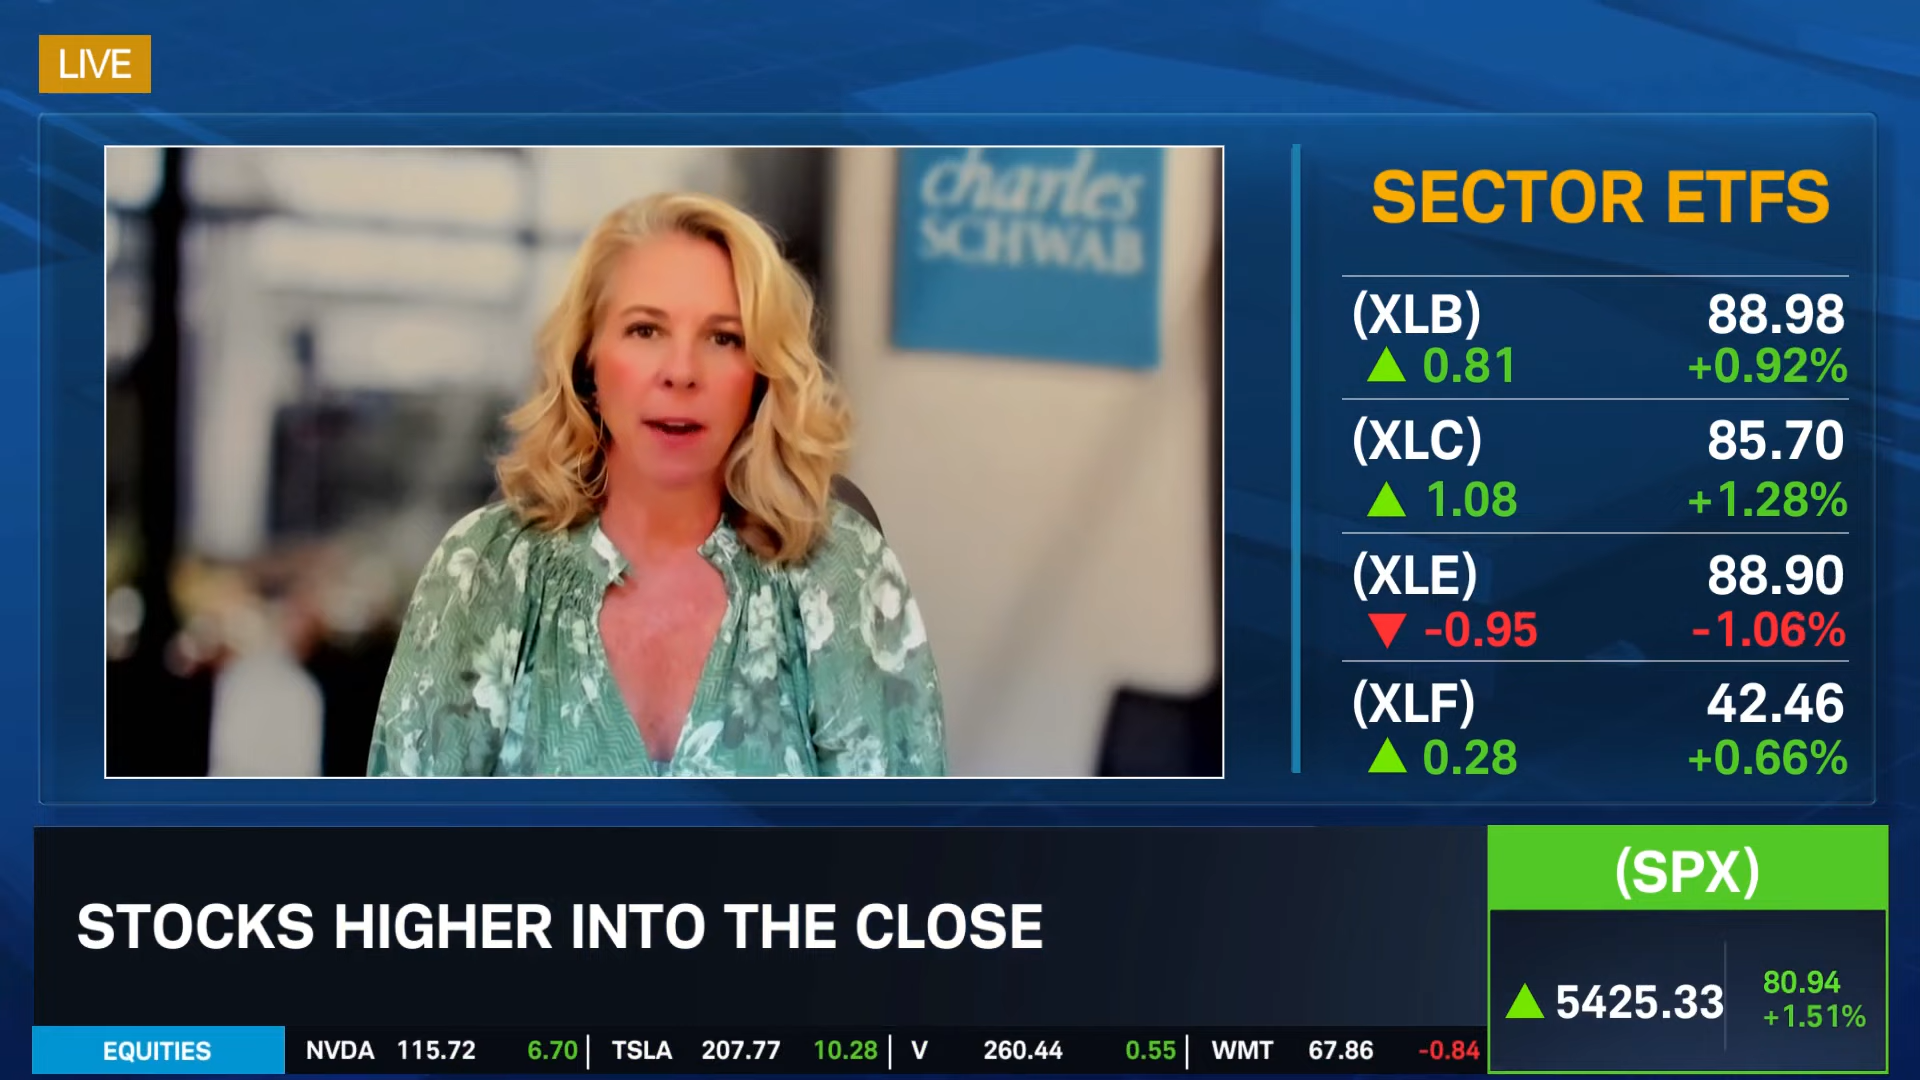 LIVE
charles
SCHWAB
SECTOR ETFS
(XLB) 88.98
▲ 0.81 +0.92%
(XLC) 85.70
▲ 1.08 +1.28%
(XLE) 88.90
▼ -0.95 -1.06%
(XLF) 42.46
▲ 0.28 +0.66%
STOCKS HIGHER INTO THE CLOSE
(SPX)
▲ 5425.33
80.94
+1.51%
EQUITIES NVDA 115.72 6.70 | TSLA 207.77 10.28 | V 260.44 0.55 | WMT 67.86 -0.84